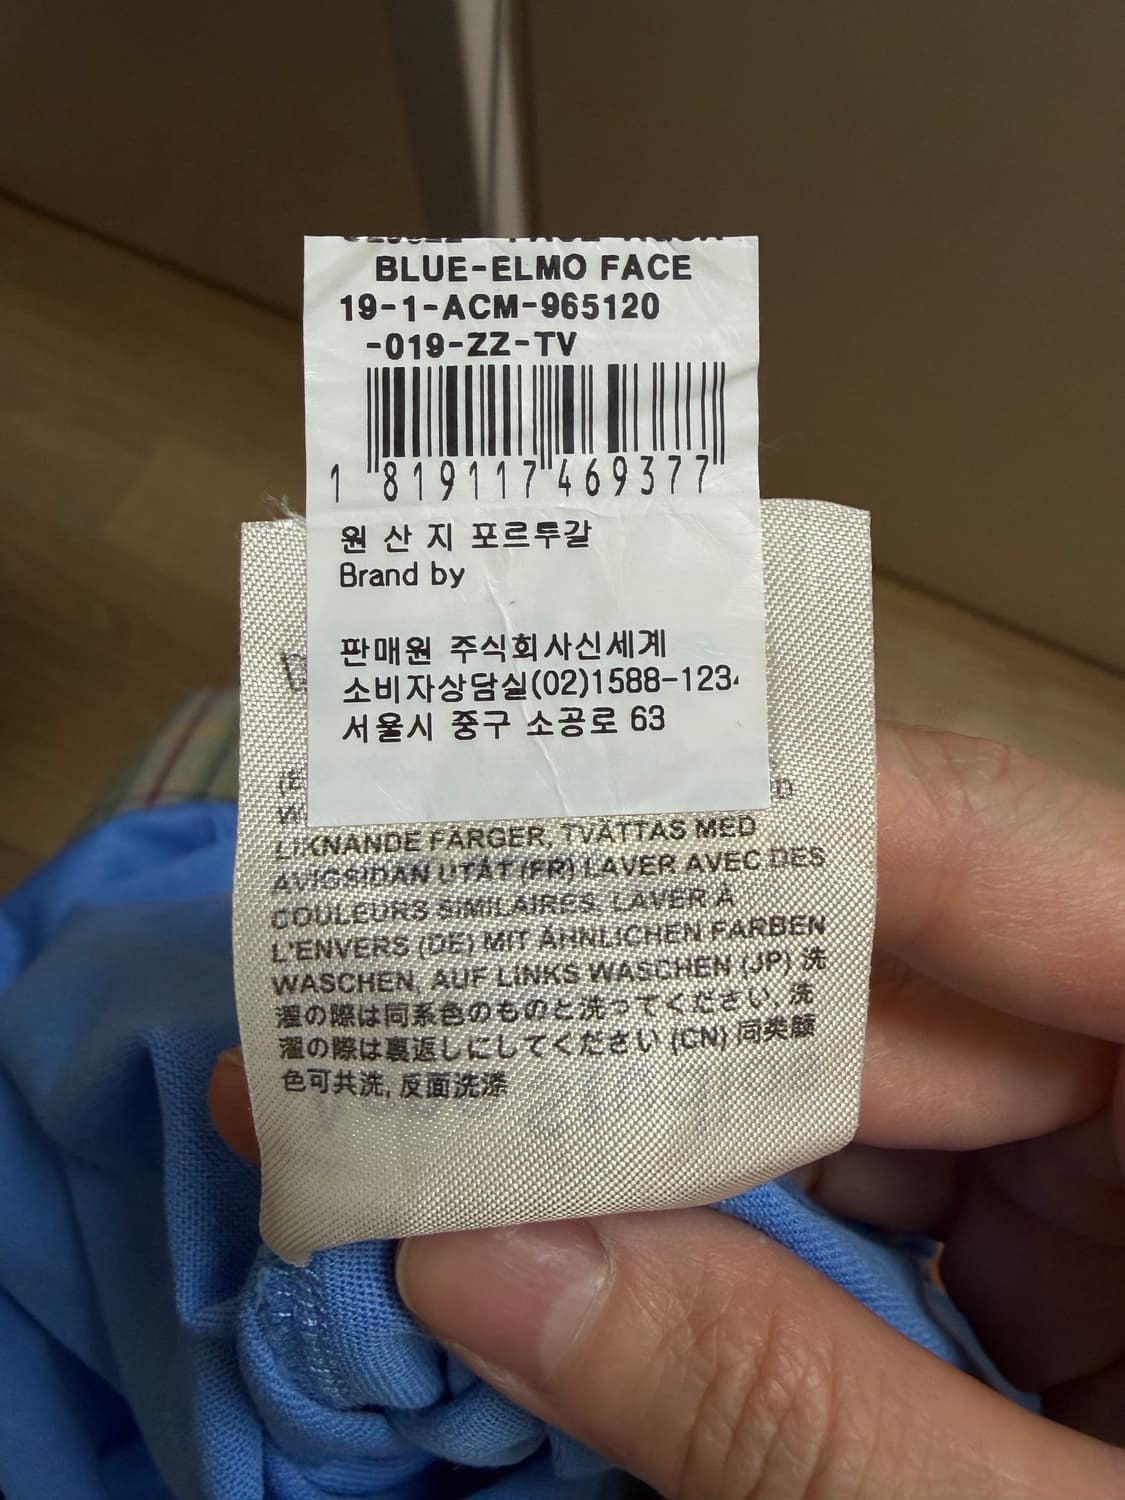 BLUE-ELMO FACE
19-1-ACM-965120
-019-ZZ-TV
1 819117 469377
원 산 지 포르투갈
Brand by
판매원 주식회사신세계
소비자상담실(02)1588-123
서울시 중구 소공로 63
LIKNANDE FÄRGER, TVÄTTAS MED
AVIGSIDAN UTÅT (FR) LAVER AVEC DES
COULEURS SIMILAIRES. LAVER À
L'ENVERS (DE) MIT ÄHNLICHEN FARBEN
WASCHEN, AUF LINKS WASCHEN (JP) 洗
濯の際は同系色のものと洗ってください, 洗
濯の際は裏返しにしてください (CN) 同类颜
色可共洗, 反面洗涤